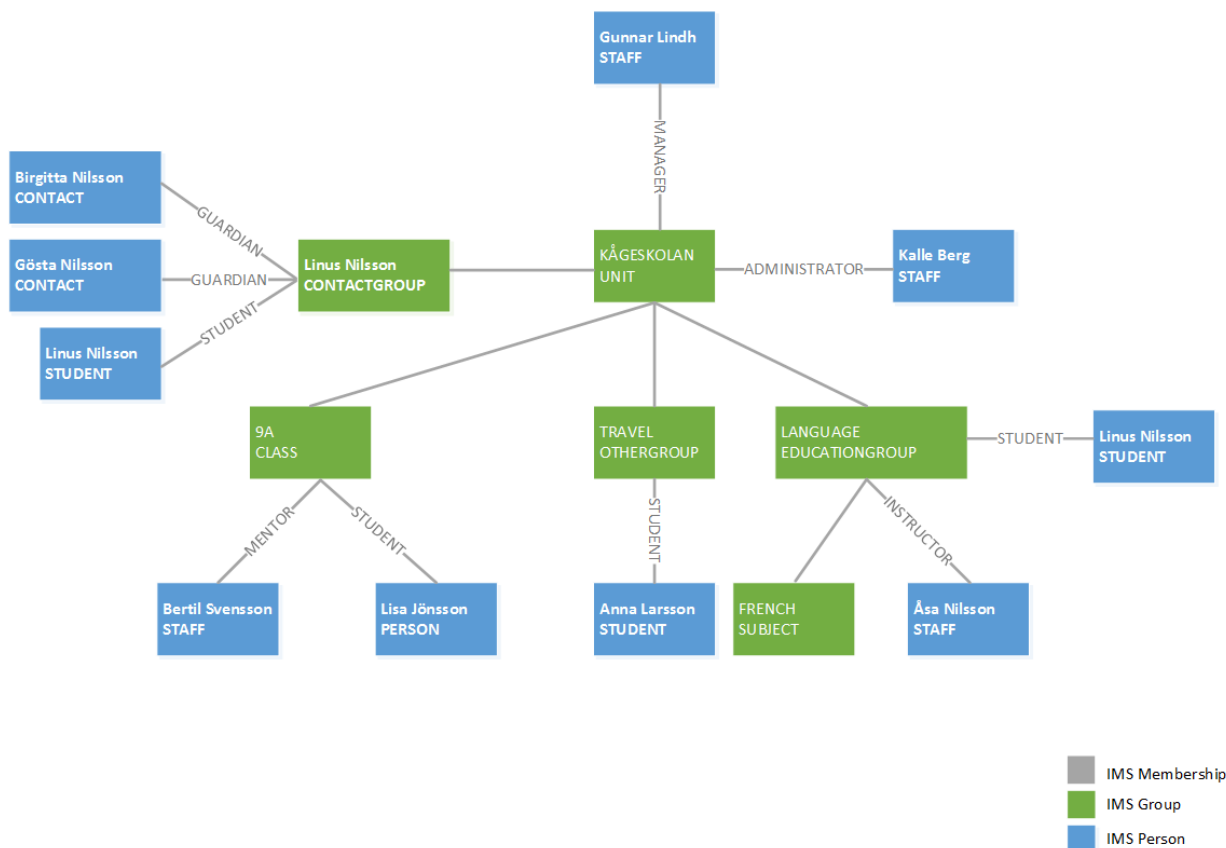 Gunnar Lindh
STAFF
MANAGER
Birgitta Nilsson
CONTACT
GUARDIAN
Gösta Nilsson
CONTACT
GUARDIAN
Linus Nilsson
CONTACTGROUP
KÅGESKOLAN
UNIT
ADMINISTRATOR
Kalle Berg
STAFF
STUDENT
Linus Nilsson
STUDENT
9A
CLASS
TRAVEL
OTHERGROUP
LANGUAGE
EDUCATIONGROUP
STUDENT
Linus Nilsson
STUDENT
MENTOR
STUDENT
STUDENT
INSTRUCTOR
Bertil Svensson
STAFF
Lisa Jönsson
PERSON
Anna Larsson
STUDENT
FRENCH
SUBJECT
Åsa Nilsson
STAFF
IMS Membership
IMS Group
IMS Person